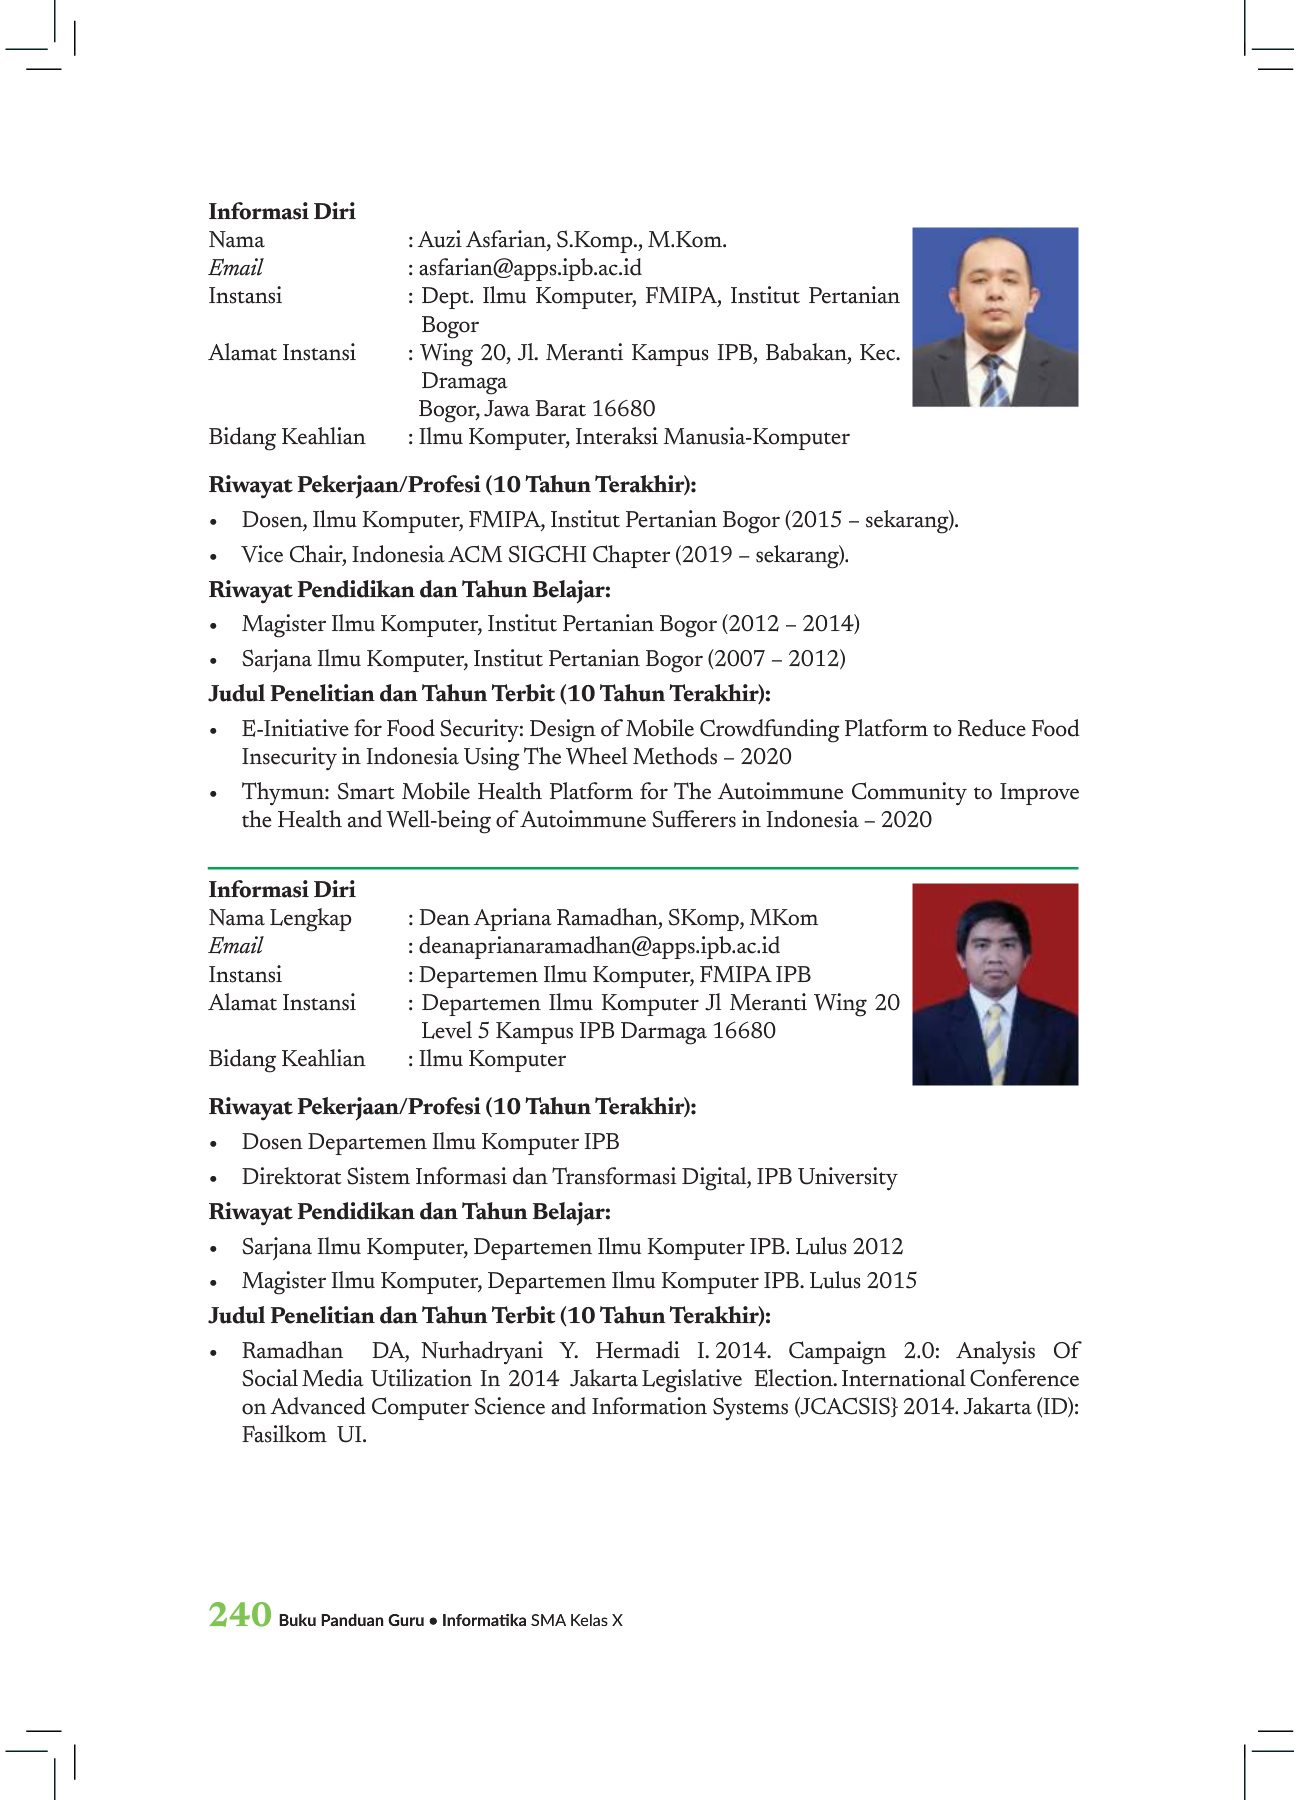 Informasi Diri
Nama : Auzi Asfarian, S.Komp., M.Kom.
Email : asfarian@apps.ipb.ac.id
Instansi : Dept. Ilmu Komputer, FMIPA, Institut Pertanian
Bogor
Alamat Instansi : Wing 20, Jl. Meranti Kampus IPB, Babakan, Kec.
Dramaga
Bogor, Jawa Barat 16680
Bidang Keahlian : Ilmu Komputer, Interaksi Manusia-Komputer
Riwayat Pekerjaan/Profesi (10 Tahun Terakhir):
• Dosen, Ilmu Komputer, FMIPA, Institut Pertanian Bogor (2015 – sekarang).
• Vice Chair, Indonesia ACM SIGCHI Chapter (2019 – sekarang).
Riwayat Pendidikan dan Tahun Belajar:
• Magister Ilmu Komputer, Institut Pertanian Bogor (2012 – 2014)
• Sarjana Ilmu Komputer, Institut Pertanian Bogor (2007 – 2012)
Judul Penelitian dan Tahun Terbit (10 Tahun Terakhir):
• E-Initiative for Food Security: Design of Mobile Crowdfunding Platform to Reduce Food
Insecurity in Indonesia Using The Wheel Methods – 2020
• Thymun: Smart Mobile Health Platform for The Autoimmune Community to Improve
the Health and Well-being of Autoimmune Sufferers in Indonesia – 2020
Informasi Diri
Nama Lengkap : Dean Apriana Ramadhan, SKomp, MKom
Email : deanaprianaramadhan@apps.ipb.ac.id
Instansi : Departemen Ilmu Komputer, FMIPA IPB
Alamat Instansi : Departemen Ilmu Komputer Jl Meranti Wing 20
Level 5 Kampus IPB Darmaga 16680
Bidang Keahlian : Ilmu Komputer
Riwayat Pekerjaan/Profesi (10 Tahun Terakhir):
• Dosen Departemen Ilmu Komputer IPB
• Direktorat Sistem Informasi dan Transformasi Digital, IPB University
Riwayat Pendidikan dan Tahun Belajar:
• Sarjana Ilmu Komputer, Departemen Ilmu Komputer IPB. Lulus 2012
• Magister Ilmu Komputer, Departemen Ilmu Komputer IPB. Lulus 2015
Judul Penelitian dan Tahun Terbit (10 Tahun Terakhir):
• Ramadhan DA, Nurhadryani Y. Hermadi I. 2014. Campaign 2.0: Analysis Of
Social Media Utilization In 2014 Jakarta Legislative Election. International Conference
on Advanced Computer Science and Information Systems (JCACSIS} 2014. Jakarta (ID):
Fasilkom UI.
240 Buku Panduan Guru • Informatika SMA Kelas X